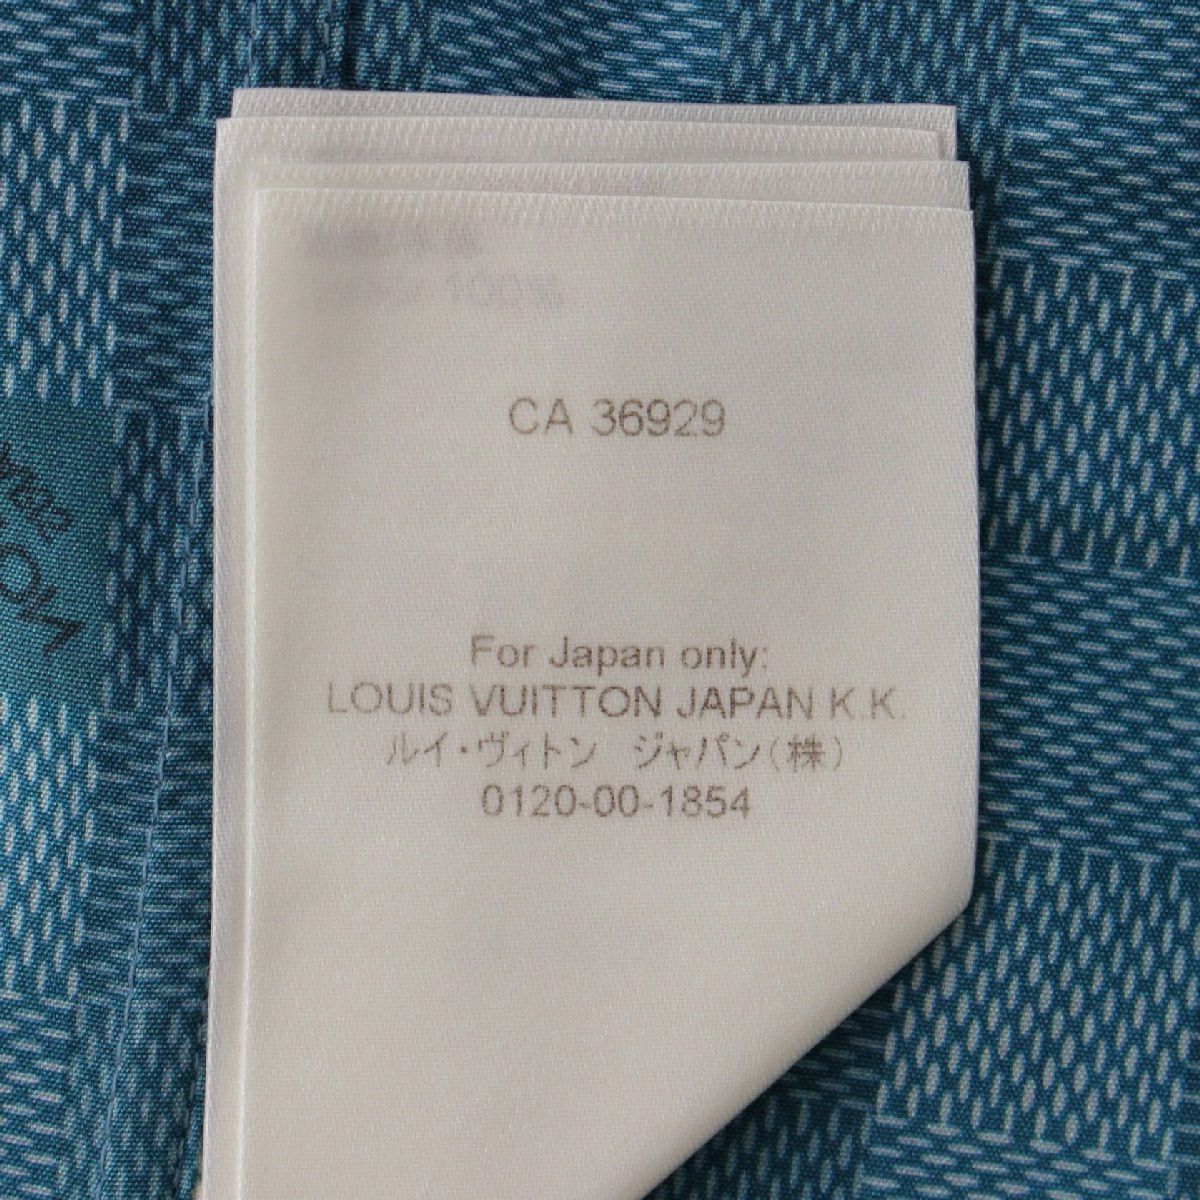 100%
CA 36929
For Japan only:
LOUIS VUITTON JAPAN K.K.
ルイ・ヴィトン ジャパン(株)
0120-00-1854